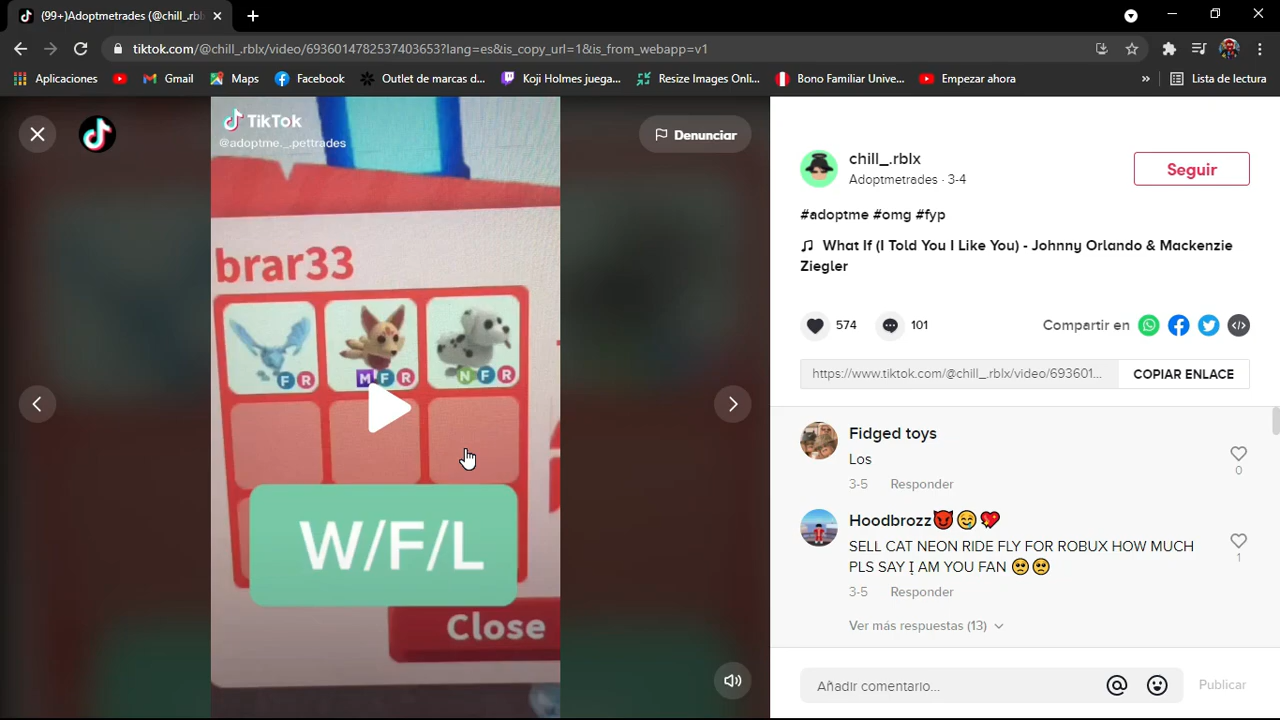 (99+)Adoptmetrades (@chill_.rbl
tiktok.com/@chill_.rblx/video/6936014782537403653?lang=es&is_copy_url=1&is_from_webapp=v1
Aplicaciones
Gmail
Maps
Facebook
Outlet de marcas d...
Koji Holmes juega...
Resize Images Onli...
Bono Familiar Unive...
Empezar ahora
»
Lista de lectura
TikTok
@adoptme._.pettrades
Denunciar
brar33
F R
M F R
N F R
W/F/L
Close
chill_.rblx
Adoptmetrades · 3-4
Seguir
#adoptme #omg #fyp
What If (I Told You I Like You) - Johnny Orlando & Mackenzie
Ziegler
574
101
Compartir en
https://www.tiktok.com/@chill_.rblx/video/693601...
COPIAR ENLACE
Fidged toys
Los
0
3-5 Responder
Hoodbrozz😈🥲💖
SELL CAT NEON RIDE FLY FOR ROBUX HOW MUCH
PLS SAY I AM YOU FAN 🥺🥺
1
3-5 Responder
Ver más respuestas (13)
Añadir comentario...
Publicar